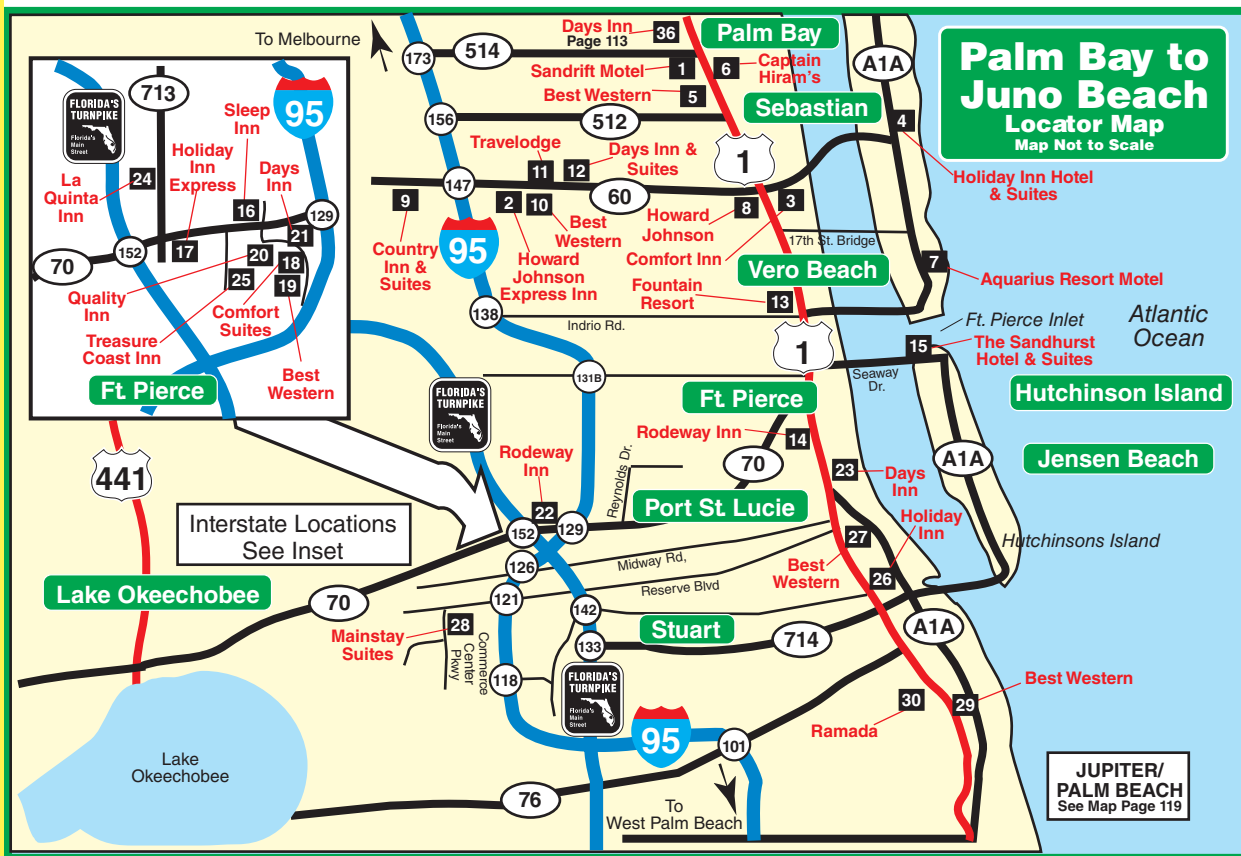 Palm Bay to
Juno Beach
Locator Map
Map Not to Scale
To Melbourne
Days Inn
Page 113
36
Palm Bay
173
514
Sandrift Motel
1
6
Captain
Hiram's
A1A
Best Western
5
Sebastian
156
512
4
Travelodge
11
12
Days Inn &
Suites
1
Holiday Inn Hotel
& Suites
147
60
9
2
10
Best
Western
Howard
Johnson
8
3
Country
Inn &
Suites
95
Howard
Johnson
Express Inn
Comfort Inn
17th St. Bridge
Vero Beach
7
Aquarius Resort Motel
Fountain
Resort
13
138
Indrio Rd.
Ft. Pierce Inlet
Atlantic
Ocean
1
15
The Sandhurst
Hotel & Suites
Seaway
Dr.
131B
Hutchinson Island
FLORIDA'S
TURNPIKE
Florida's
Main
Street
713
Sleep
Inn
95
Holiday
Inn
Express
Days
Inn
La
Quinta
Inn
24
16
129
21
152
17
20
18
70
25
19
Quality
Inn
Comfort
Suites
Treasure
Coast Inn
Best
Western
Ft. Pierce
FLORIDA'S
TURNPIKE
Florida's
Main
Street
Ft. Pierce
Rodeway Inn
14
70
A1A
Jensen Beach
441
Rodeway
Inn
22
Reynolds Dr.
23
Days
Inn
Port St. Lucie
Interstate Locations
See Inset
152
129
Holiday
Inn
27
Hutchinsons Island
126
Midway Rd,
Best
Western
26
Lake Okeechobee
70
121
Reserve Blvd
142
A1A
Mainstay
Suites
28
Commerce
Center
Pkwy
Stuart
714
133
118
FLORIDA'S
TURNPIKE
Florida's
Main
Street
Best Western
30
29
Ramada
95
101
Lake
Okeechobee
76
To
West Palm Beach
JUPITER/
PALM BEACH
See Map Page 119